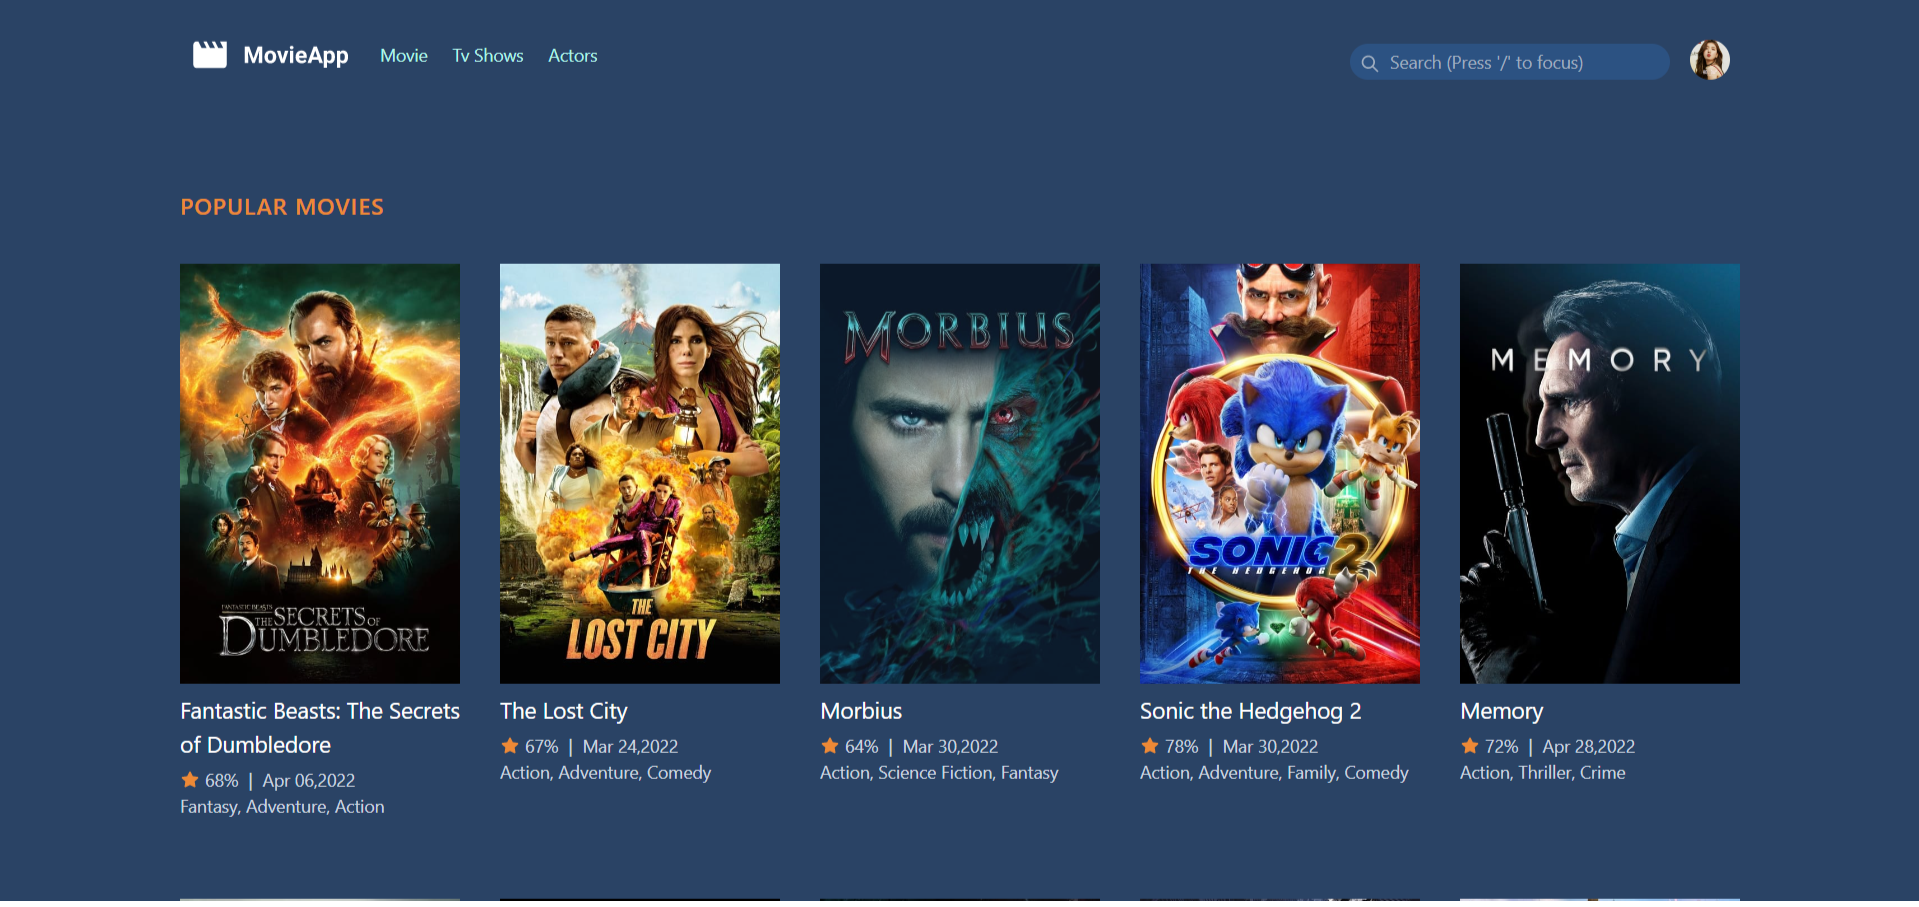 MovieApp
Movie
Tv Shows
Actors
Search (Press '/' to focus)
POPULAR MOVIES
FANTASTIC BEASTS
THE SECRETS OF
DUMBLEDORE
THE
LOST CITY
MORBIUS
SONIC 2
THE HEDGEHOG
MEMORY
Fantastic Beasts: The Secrets
of Dumbledore
68% | Apr 06,2022
Fantasy, Adventure, Action
The Lost City
67% | Mar 24,2022
Action, Adventure, Comedy
Morbius
64% | Mar 30,2022
Action, Science Fiction, Fantasy
Sonic the Hedgehog 2
78% | Mar 30,2022
Action, Adventure, Family, Comedy
Memory
72% | Apr 28,2022
Action, Thriller, Crime